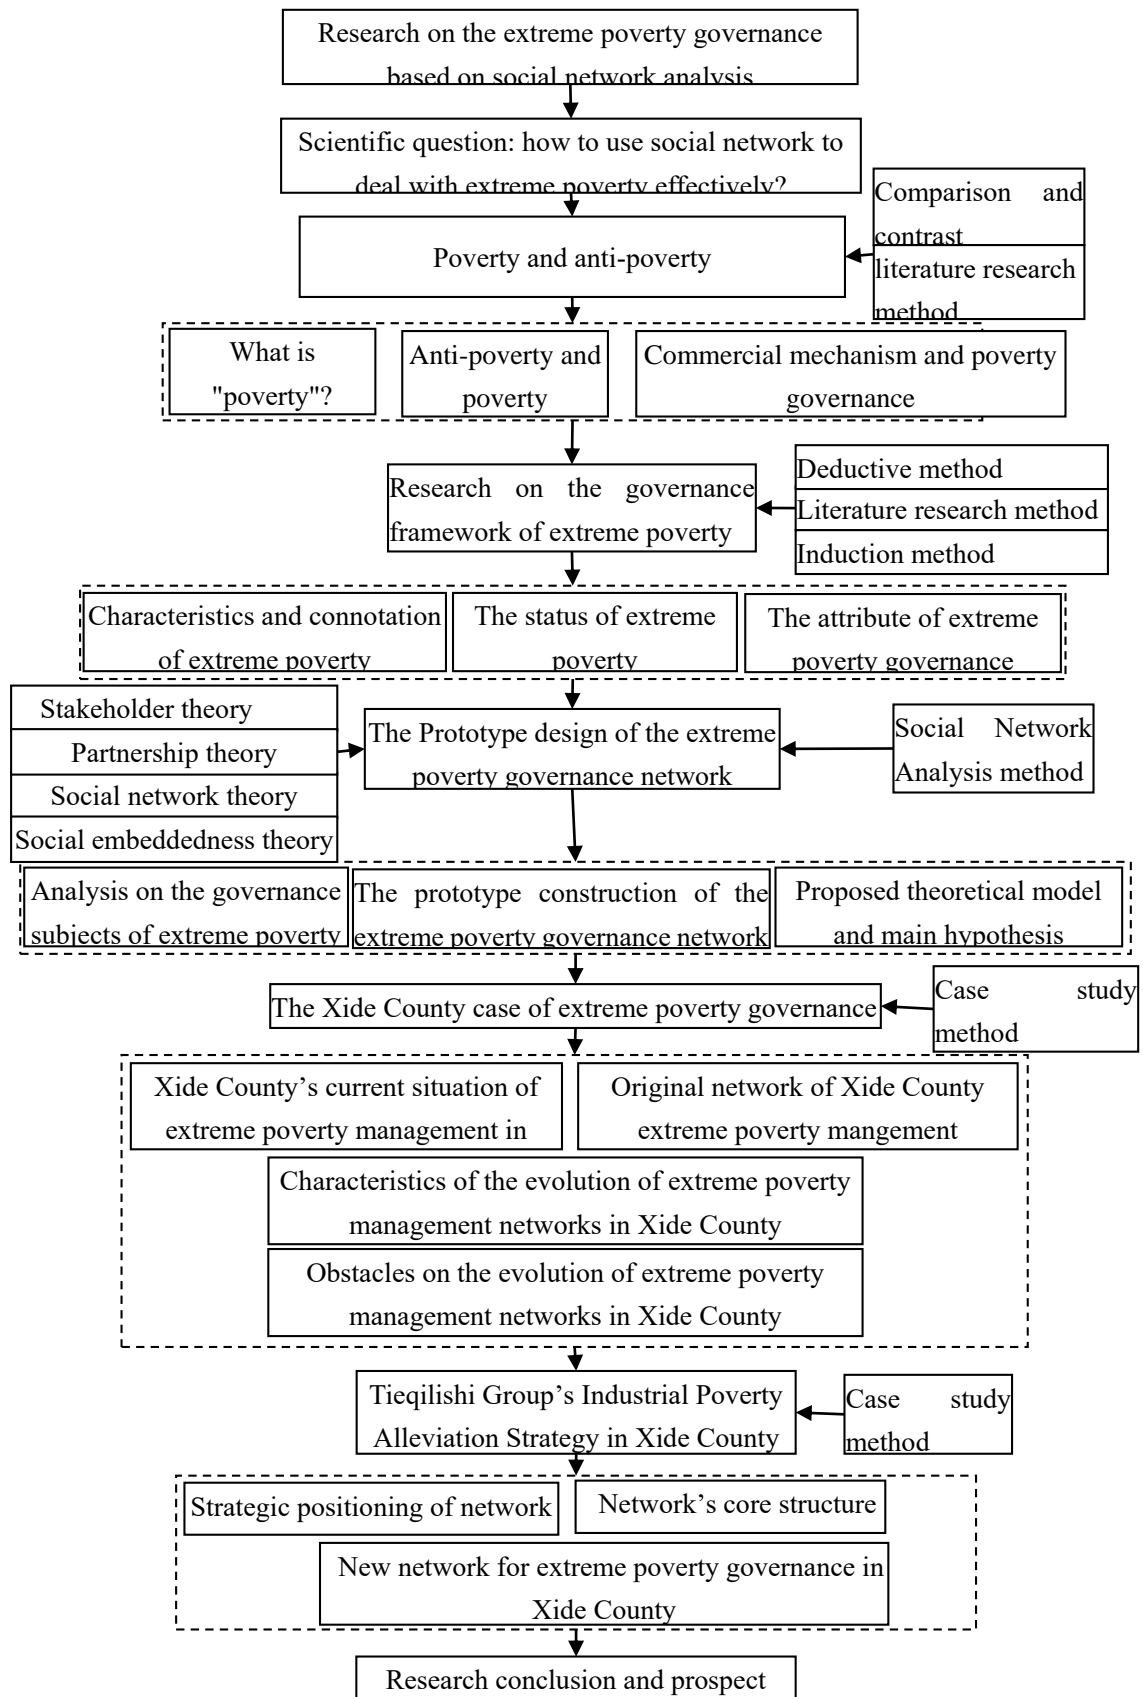 Research on the extreme poverty governance
based on social network analysis
Scientific question: how to use social network to
deal with extreme poverty effectively?
Comparison and
contrast
literature research
method
Poverty and anti-poverty
What is
"poverty"?
Anti-poverty and
poverty
Commercial mechanism and poverty
governance
Research on the governance
framework of extreme poverty
Deductive method
Literature research method
Induction method
Characteristics and connotation
of extreme poverty
The status of extreme
poverty
The attribute of extreme
poverty governance
Stakeholder theory
Partnership theory
Social network theory
Social embeddedness theory
The Prototype design of the extreme
poverty governance network
Social Network
Analysis method
Analysis on the governance
subjects of extreme poverty
The prototype construction of the
extreme poverty governance network
Proposed theoretical model
and main hypothesis
The Xide County case of extreme poverty governance
Case study
method
Xide County’s current situation of
extreme poverty management in
Original network of Xide County
extreme poverty mangement
Characteristics of the evolution of extreme poverty
management networks in Xide County
Obstacles on the evolution of extreme poverty
management networks in Xide County
Tieqilishi Group’s Industrial Poverty
Alleviation Strategy in Xide County
Case study
method
Strategic positioning of network
Network’s core structure
New network for extreme poverty governance in
Xide County
Research conclusion and prospect